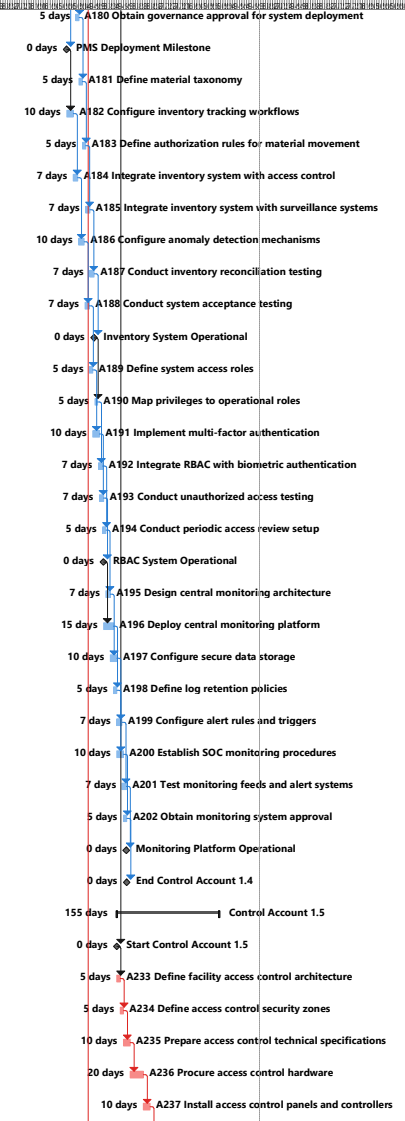 5 days A180 Obtain governance approval for system deployment
0 days PMS Deployment Milestone
5 days A181 Define material taxonomy
10 days A182 Configure inventory tracking workflows
5 days A183 Define authorization rules for material movement
7 days A184 Integrate inventory system with access control
7 days A185 Integrate inventory system with surveillance systems
10 days A186 Configure anomaly detection mechanisms
7 days A187 Conduct inventory reconciliation testing
7 days A188 Conduct system acceptance testing
0 days Inventory System Operational
5 days A189 Define system access roles
5 days A190 Map privileges to operational roles
10 days A191 Implement multi-factor authentication
7 days A192 Integrate RBAC with biometric authentication
7 days A193 Conduct unauthorized access testing
5 days A194 Conduct periodic access review setup
0 days RBAC System Operational
7 days A195 Design central monitoring architecture
15 days A196 Deploy central monitoring platform
10 days A197 Configure secure data storage
5 days A198 Define log retention policies
7 days A199 Configure alert rules and triggers
10 days A200 Establish SOC monitoring procedures
7 days A201 Test monitoring feeds and alert systems
5 days A202 Obtain monitoring system approval
0 days Monitoring Platform Operational
0 days End Control Account 1.4
155 days Control Account 1.5
0 days Start Control Account 1.5
5 days A233 Define facility access control architecture
5 days A234 Define access control security zones
10 days A235 Prepare access control technical specifications
20 days A236 Procure access control hardware
10 days A237 Install access control panels and controllers